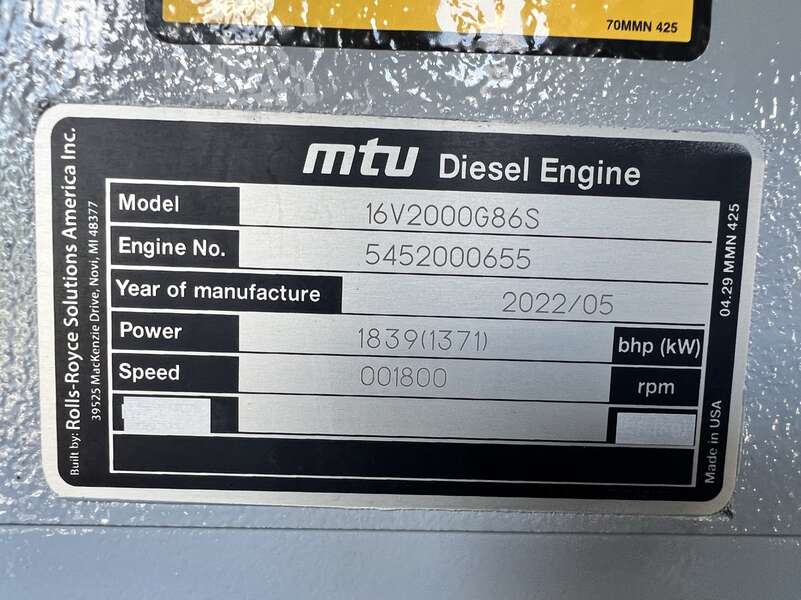 70MMN 425
mtu Diesel Engine
Model 16V2000G86S
Engine No. 5452000655
Year of manufacture 2022/05
Power 1839(1371) bhp (kW)
Speed 001800 rpm
Built by: Rolls-Royce Solutions America Inc.
39525 MacKenzie Drive, Novi, MI 48377
04.29 MMN 425
Made in USA